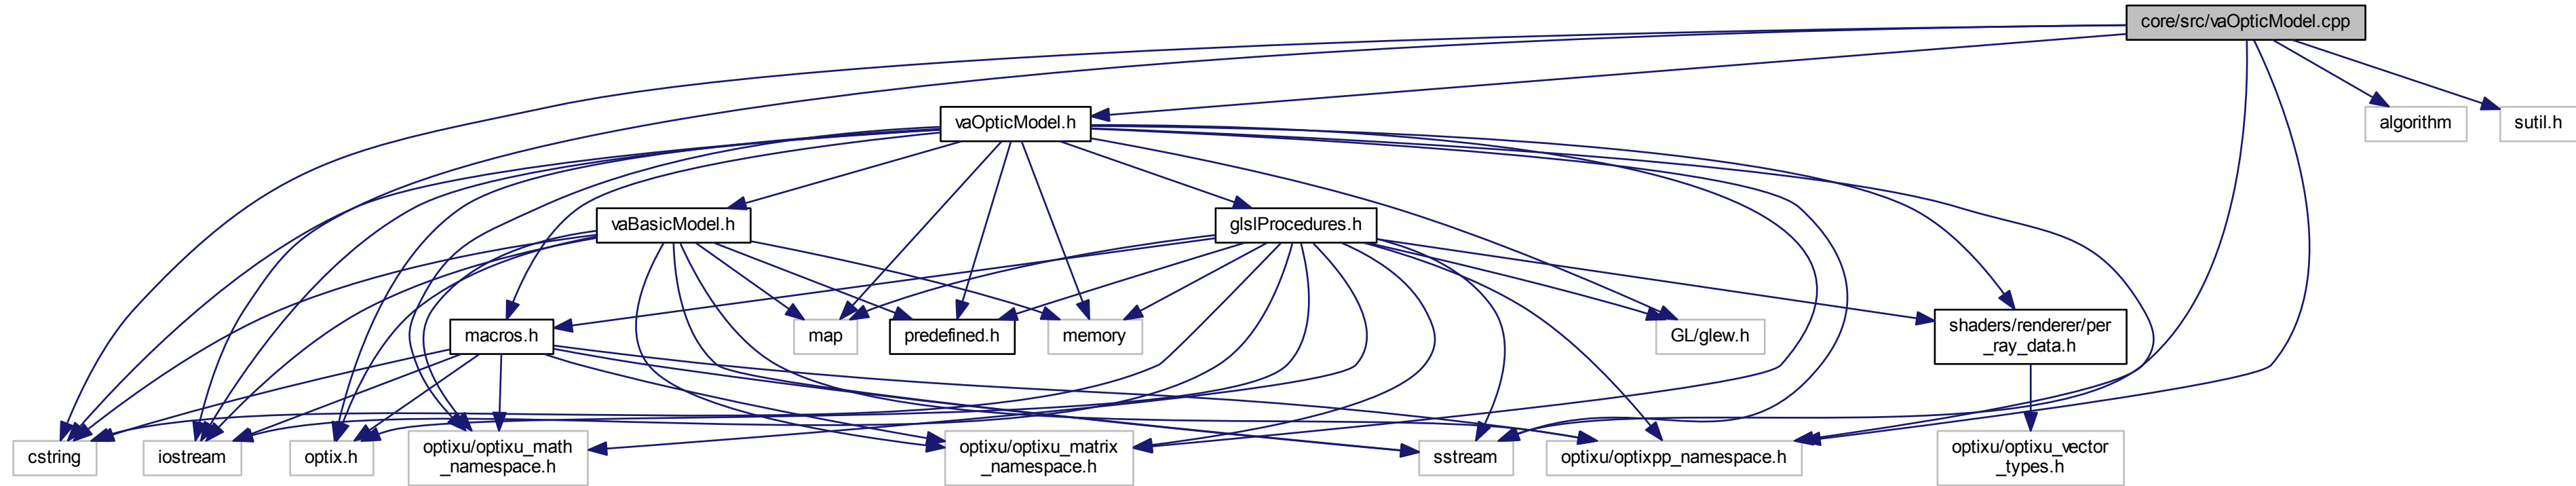 core/src/vaOpticModel.cpp
vaOpticModel.h
algorithm
sutil.h
vaBasicModel.h
glslProcedures.h
macros.h
map
predefined.h
memory
GL/glew.h
shaders/renderer/per
_ray_data.h
cstring
iostream
optix.h
optixu/optixu_math
_namespace.h
optixu/optixu_matrix
_namespace.h
sstream
optixu/optixpp_namespace.h
optixu/optixu_vector
_types.h